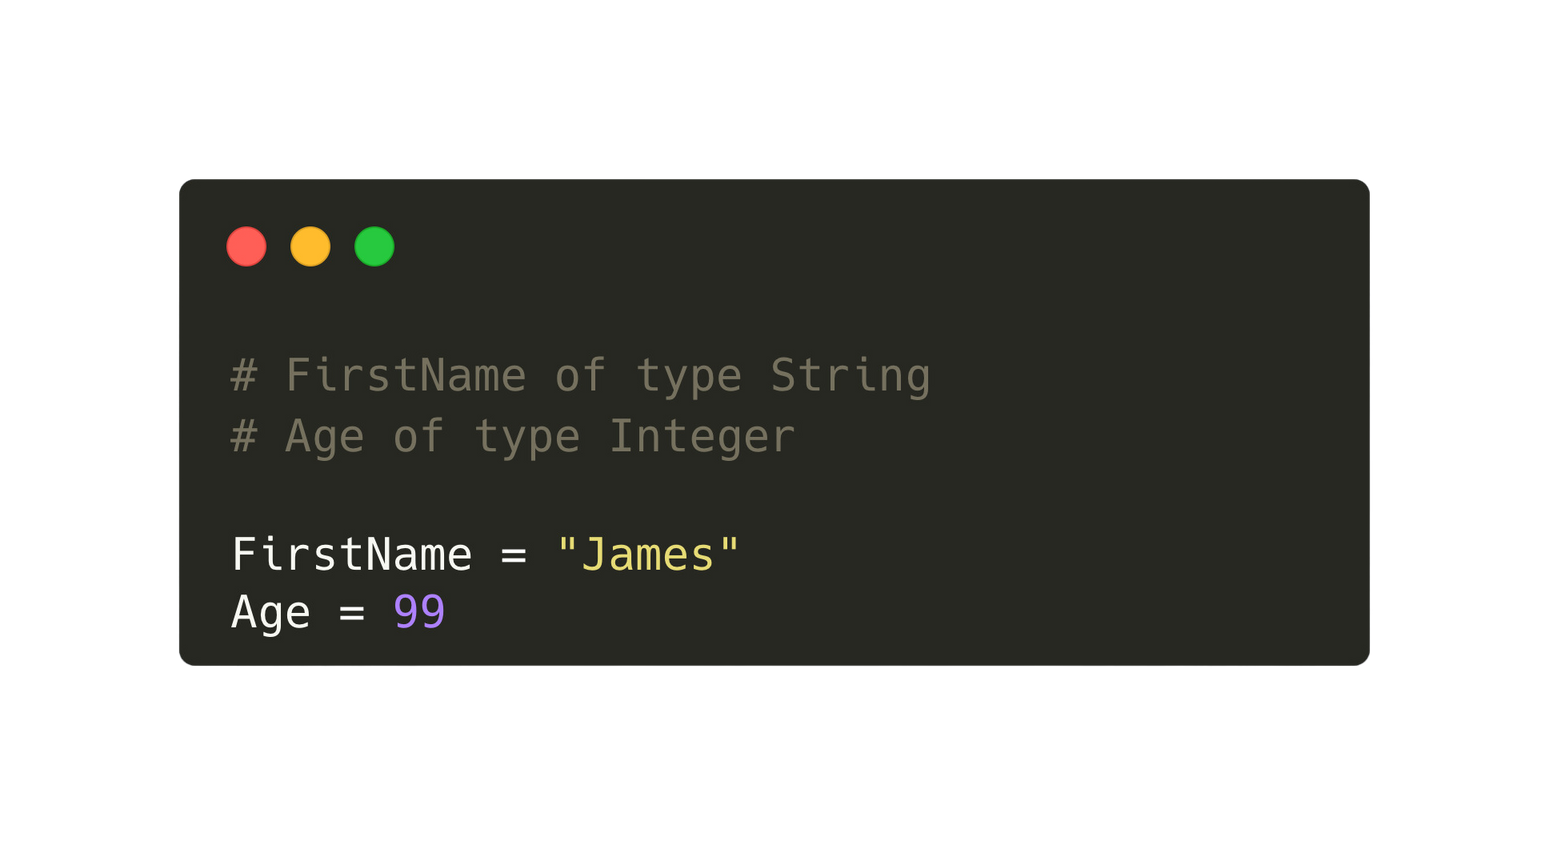 # FirstName of type String
# Age of type Integer
FirstName = "James"
Age = 99